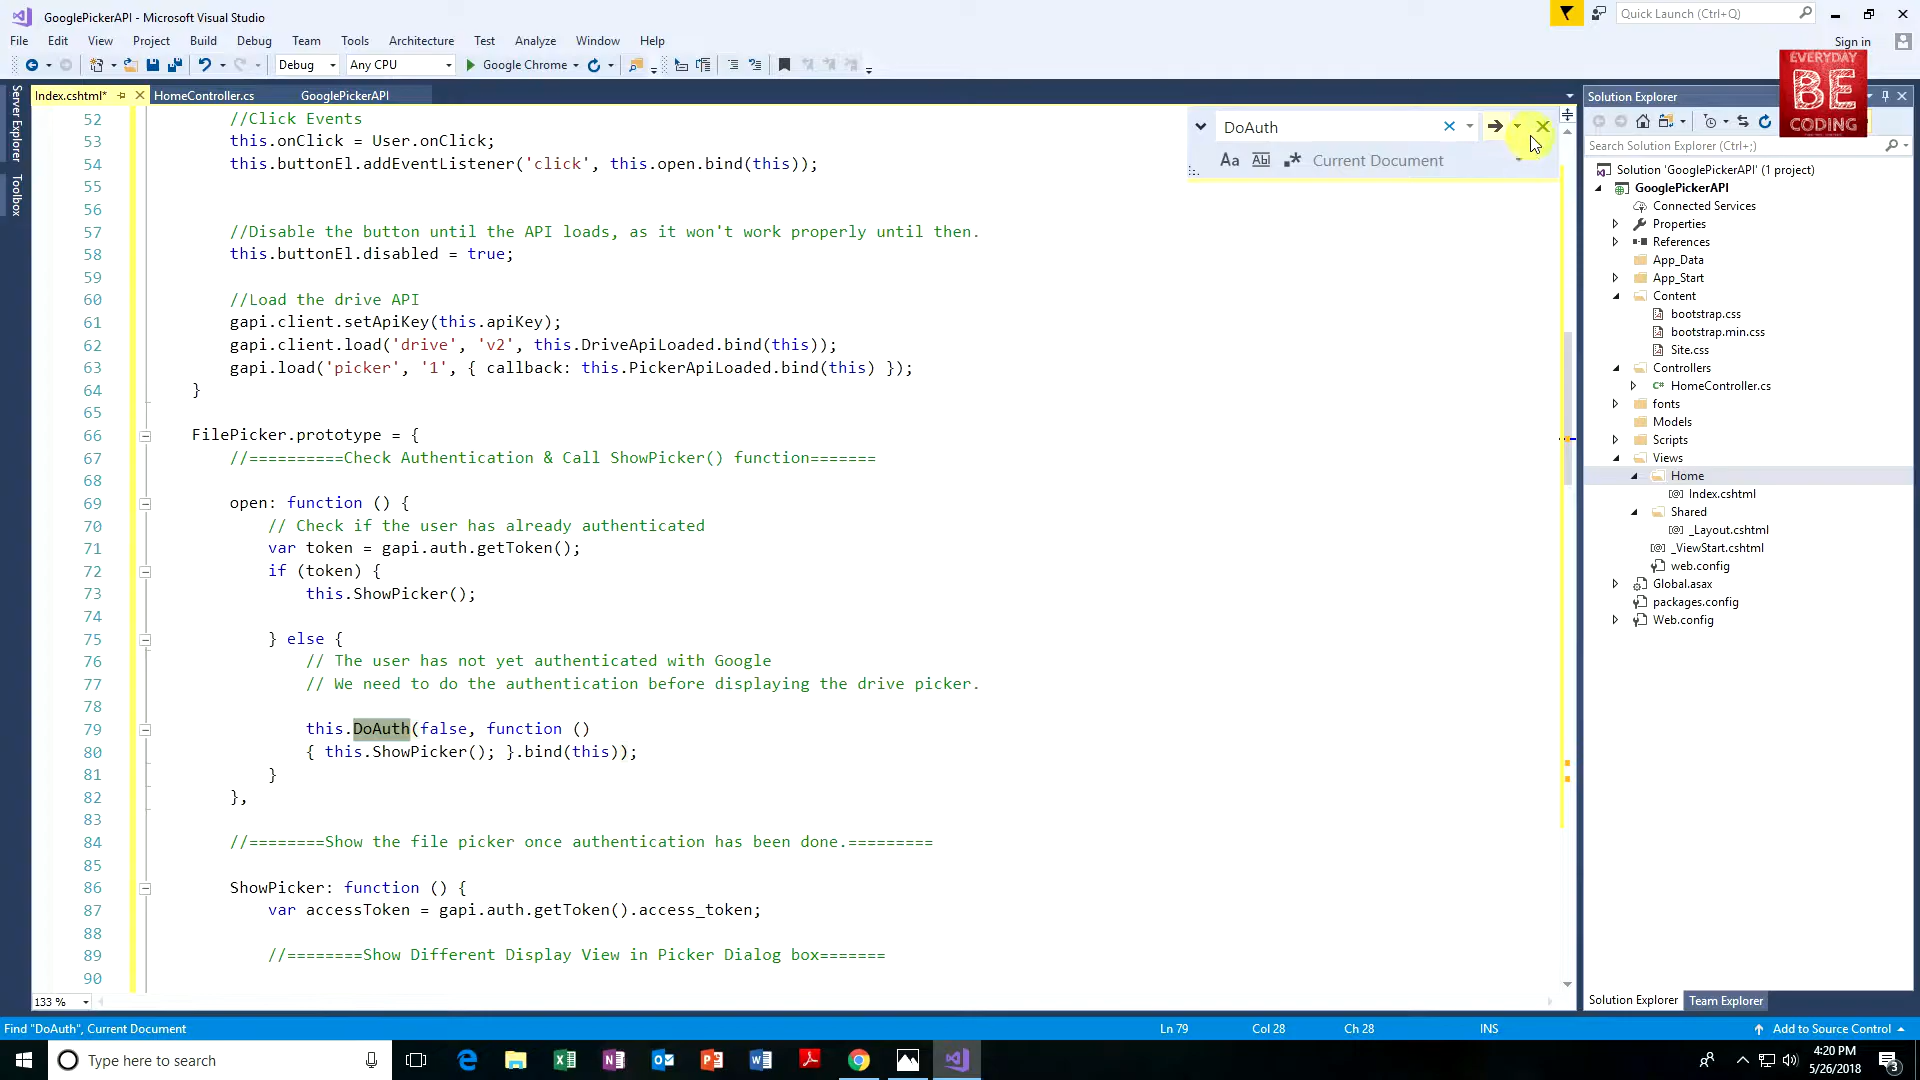 GooglePickerAPI - Microsoft Visual Studio
Quick Launch (Ctrl+Q)
File Edit View Project Build Debug Team Tools Architecture Test Analyze Window Help
Sign in
Debug Any CPU Google Chrome
EVERYDAY
BE
CODING
Server Explorer
Toolbox
Index.cshtml* HomeController.cs GooglePickerAPI
DoAuth
Aa Abl .* Current Document
52 //Click Events
53 this.onClick = User.onClick;
54 this.buttonEl.addEventListener('click', this.open.bind(this));
55
56
57 //Disable the button until the API loads, as it won't work properly until then.
58 this.buttonEl.disabled = true;
59
60 //Load the drive API
61 gapi.client.setApiKey(this.apiKey);
62 gapi.client.load('drive', 'v2', this.DriveApiLoaded.bind(this));
63 gapi.load('picker', '1', { callback: this.PickerApiLoaded.bind(this) });
64 }
65
66 FilePicker.prototype = {
67 //==========Check Authentication & Call ShowPicker() function=======
68
69 open: function () {
70 // Check if the user has already authenticated
71 var token = gapi.auth.getToken();
72 if (token) {
73 this.ShowPicker();
74
75 } else {
76 // The user has not yet authenticated with Google
77 // We need to do the authentication before displaying the drive picker.
78
79 this.DoAuth(false, function ()
80 { this.ShowPicker(); }.bind(this));
81 }
82 },
83
84 //========Show the file picker once authentication has been done.=========
85
86 ShowPicker: function () {
87 var accessToken = gapi.auth.getToken().access_token;
88
89 //========Show Different Display View in Picker Dialog box=======
90
133 %
Solution Explorer
Search Solution Explorer (Ctrl+;)
Solution 'GooglePickerAPI' (1 project)
GooglePickerAPI
Connected Services
Properties
References
App_Data
App_Start
Content
bootstrap.css
bootstrap.min.css
Site.css
Controllers
C# HomeController.cs
fonts
Models
Scripts
Views
Home
[@] Index.cshtml
Shared
[@] _Layout.cshtml
[@] _ViewStart.cshtml
web.config
Global.asax
packages.config
Web.config
Solution Explorer Team Explorer
Find "DoAuth", Current Document Ln 79 Col 28 Ch 28 INS Add to Source Control
Type here to search
4:20 PM
5/26/2018
3